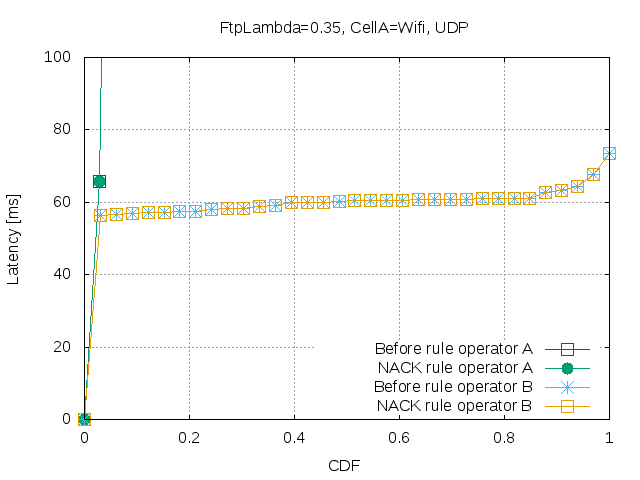 FtpLambda=0.35, CellA=Wifi, UDP
100
80
60
40
20
0
Latency [ms]
Before rule operator A
NACK rule operator A
Before rule operator B
NACK rule operator B
0 0.2 0.4 0.6 0.8 1
CDF